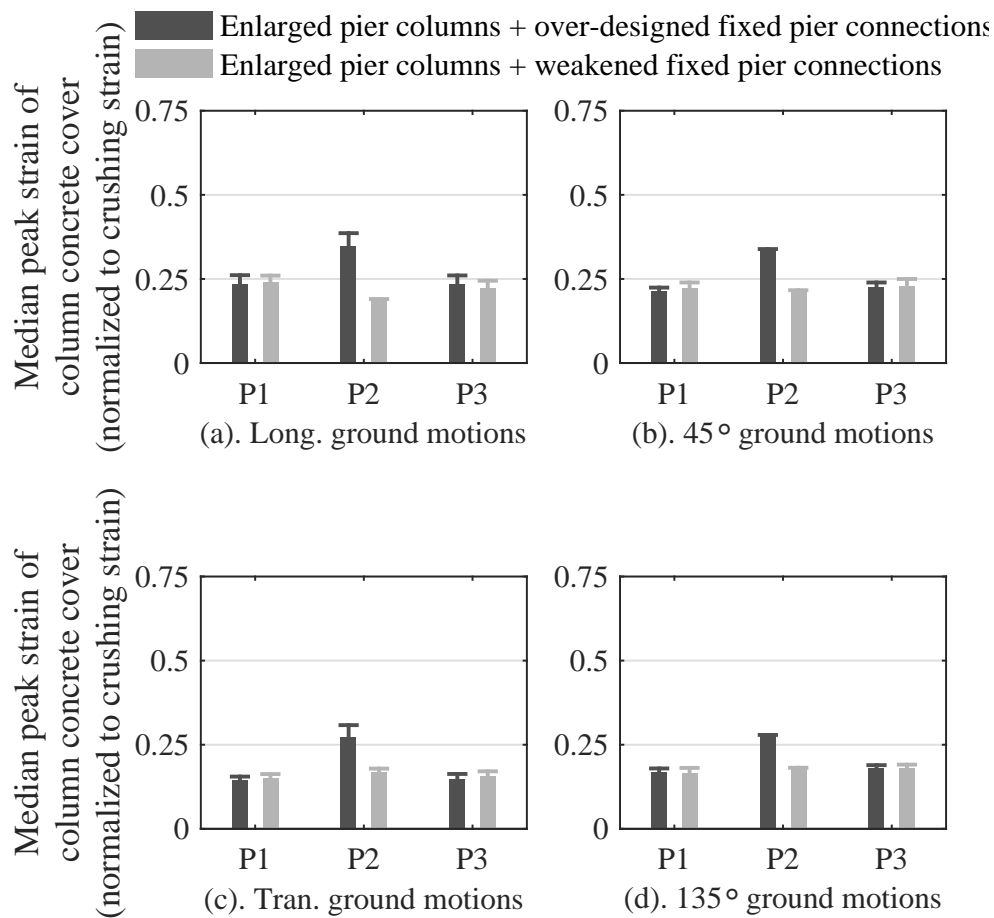 Enlarged pier columns + over-designed fixed pier connections
Enlarged pier columns + weakened fixed pier connections
Median peak strain of
column concrete cover
(normalized to crushing strain)
0.75
0.5
0.25
0
P1 P2 P3
(a). Long. ground motions
0.75
0.5
0.25
0
P1 P2 P3
(b). 45° ground motions
Median peak strain of
column concrete cover
(normalized to crushing strain)
0.75
0.5
0.25
0
P1 P2 P3
(c). Tran. ground motions
0.75
0.5
0.25
0
P1 P2 P3
(d). 135° ground motions